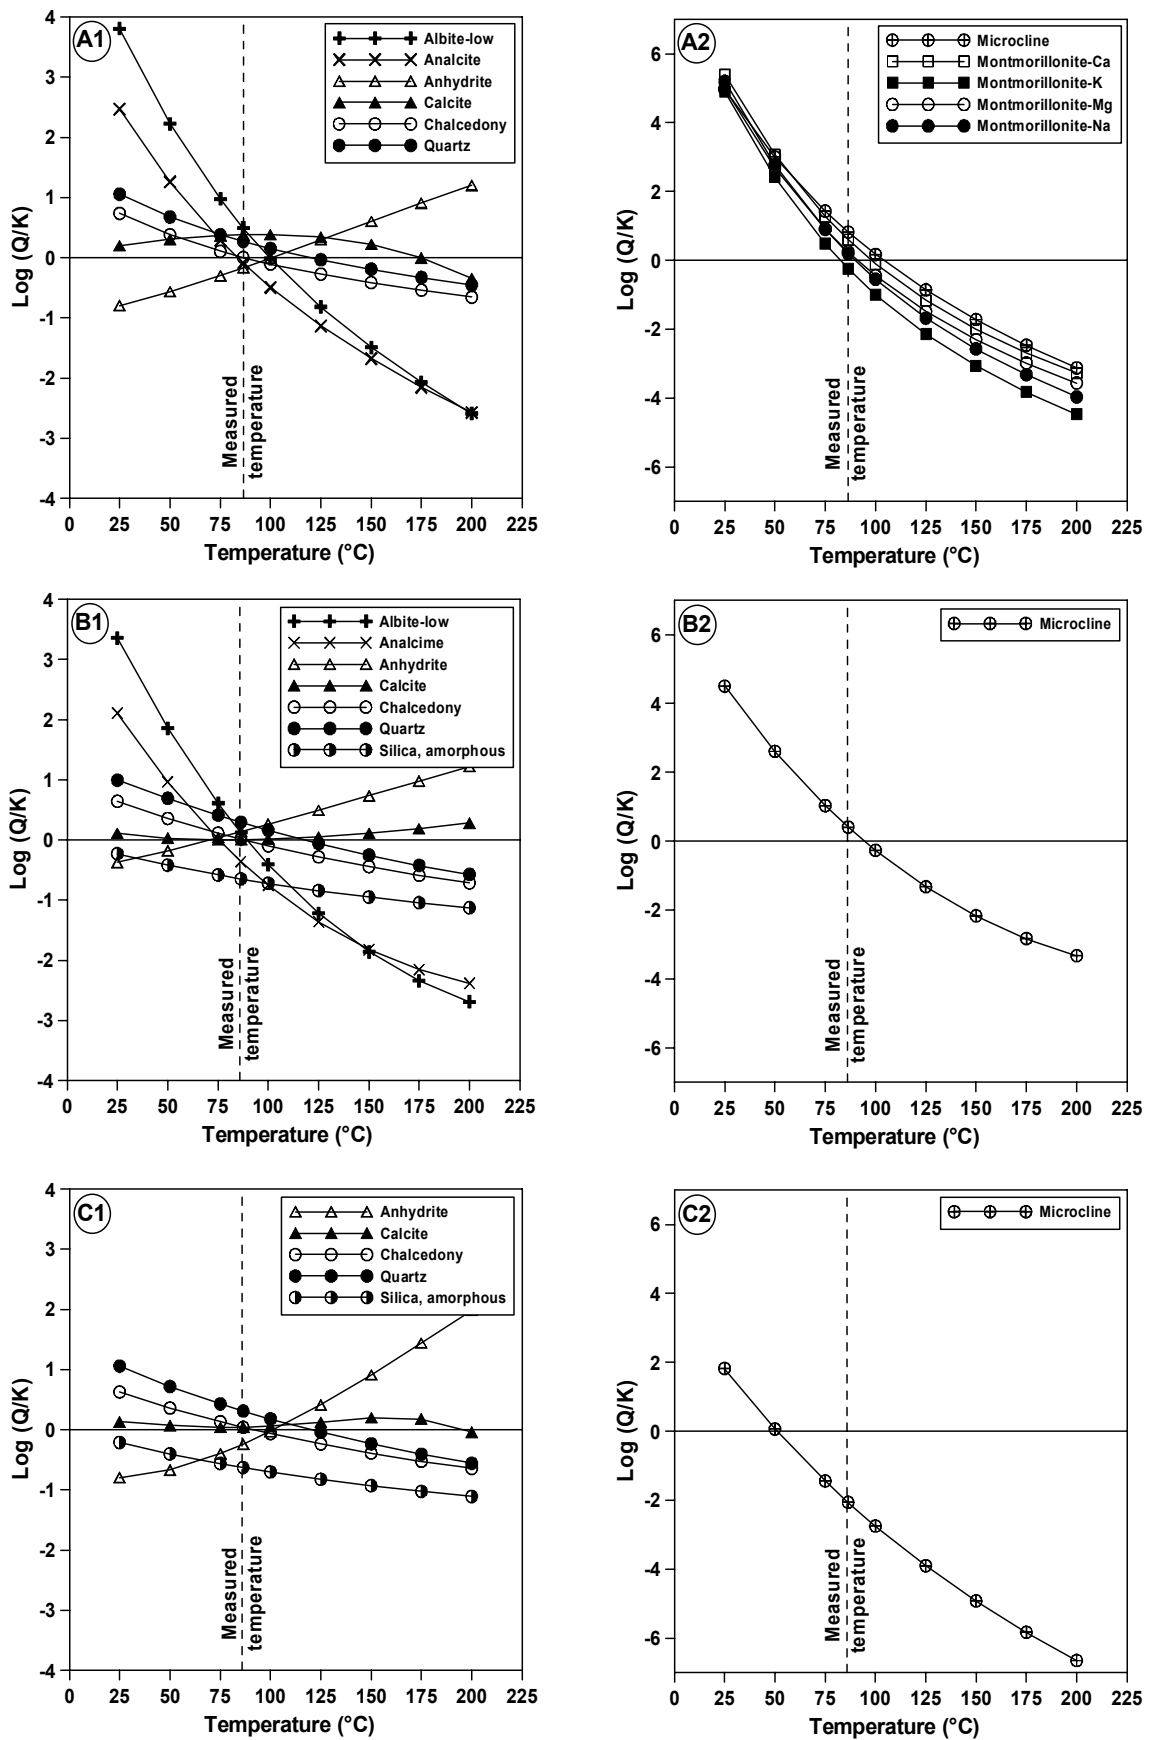 A1
Albite-low
Analcite
Anhydrite
Calcite
Chalcedony
Quartz
4
3
2
1
0
-1
-2
-3
-4
Log (Q/K)
Measured
temperature
0 25 50 75 100 125 150 175 200 225
Temperature (°C)
A2
Microcline
Montmorillonite-Ca
Montmorillonite-K
Montmorillonite-Mg
Montmorillonite-Na
6
4
2
0
-2
-4
-6
Log (Q/K)
Measured
temperature
0 25 50 75 100 125 150 175 200 225
Temperature (°C)
B1
Albite-low
Analcime
Anhydrite
Calcite
Chalcedony
Quartz
Silica, amorphous
4
3
2
1
0
-1
-2
-3
-4
Log (Q/K)
Measured
temperature
0 25 50 75 100 125 150 175 200 225
Temperature (°C)
B2
Microcline
6
4
2
0
-2
-4
-6
Log (Q/K)
Measured
temperature
0 25 50 75 100 125 150 175 200 225
Temperature (°C)
C1
Anhydrite
Calcite
Chalcedony
Quartz
Silica, amorphous
4
3
2
1
0
-1
-2
-3
-4
Log (Q/K)
Measured
temperature
0 25 50 75 100 125 150 175 200 225
Temperature (°C)
C2
Microcline
6
4
2
0
-2
-4
-6
Log (Q/K)
Measured
temperature
0 25 50 75 100 125 150 175 200 225
Temperature (°C)